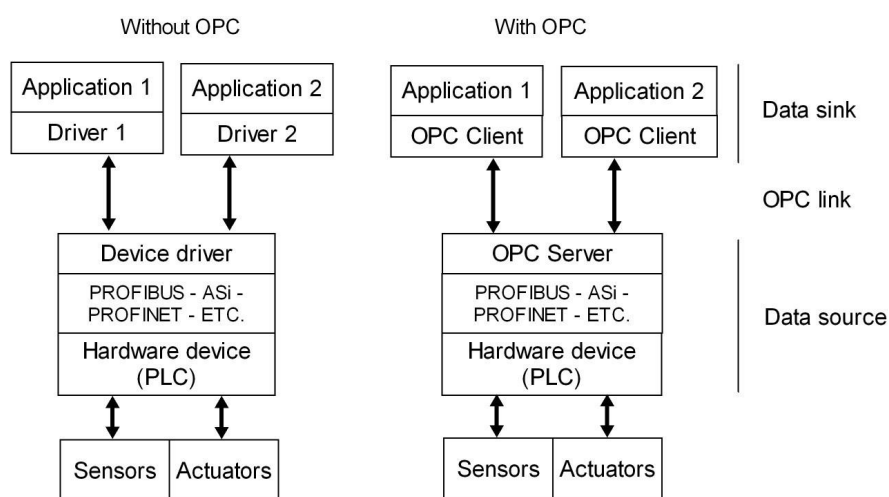 Without OPC
Application 1
Driver 1
Application 2
Driver 2
Device driver
PROFIBUS - ASi -
PROFINET - ETC.
Hardware device
(PLC)
Sensors
Actuators
With OPC
Application 1
OPC Client
Application 2
OPC Client
OPC Server
PROFIBUS - ASi -
PROFINET - ETC.
Hardware device
(PLC)
Sensors
Actuators
Data sink
OPC link
Data source